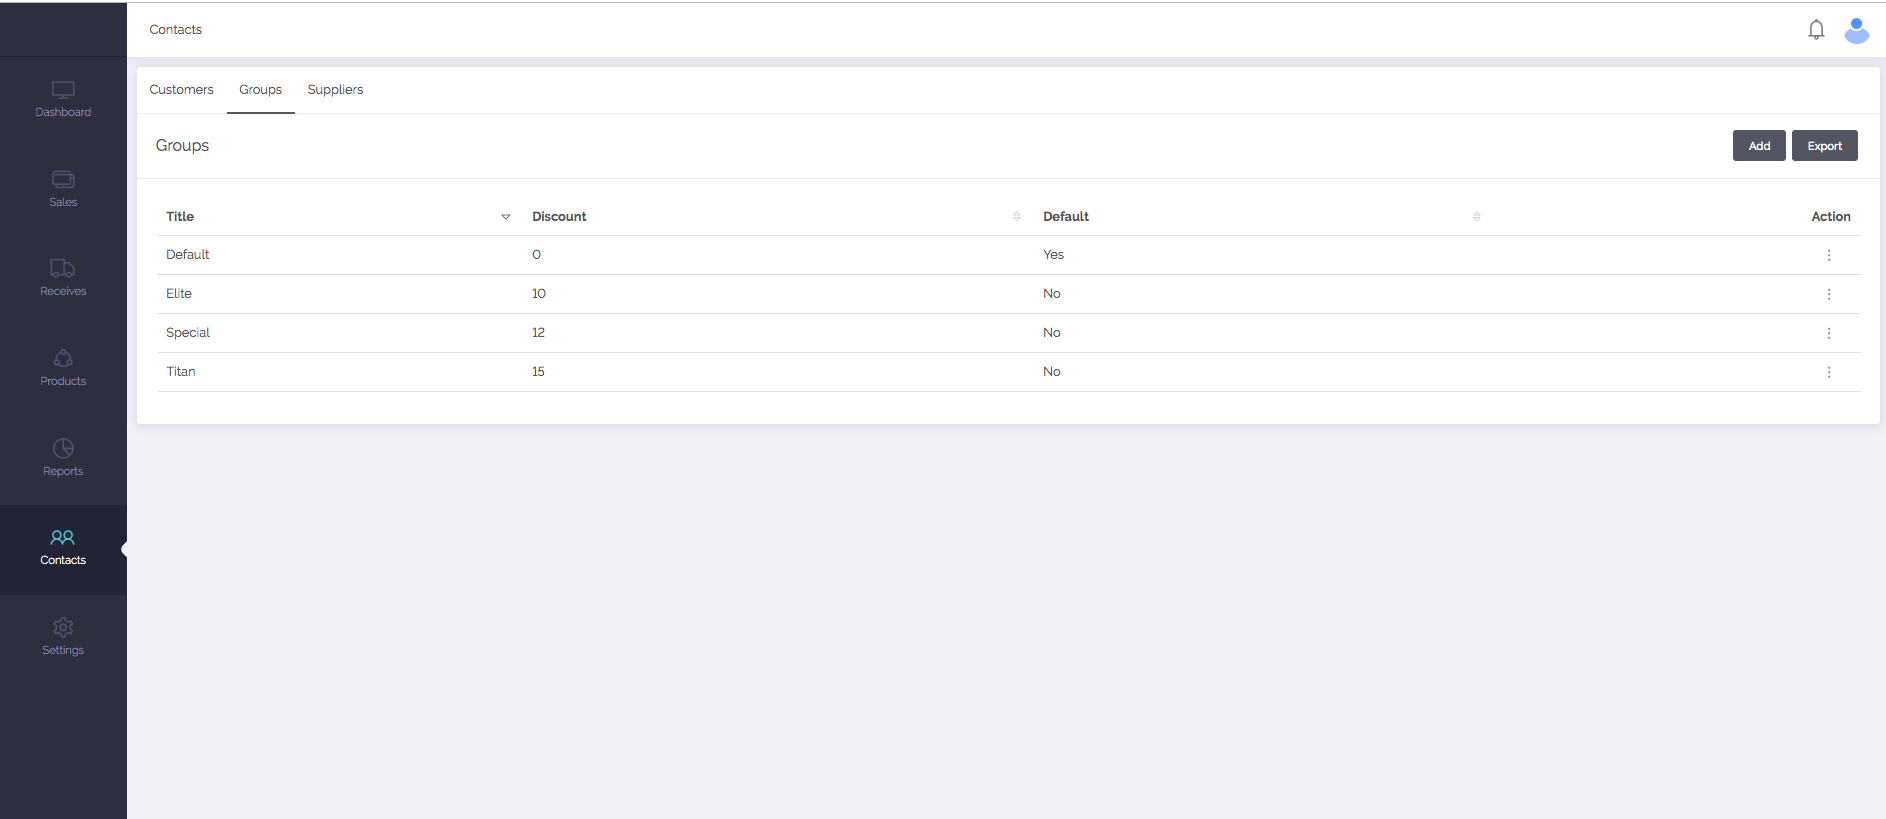 Contacts
Dashboard
Sales
Receives
Products
Reports
Contacts
Settings
Customers Groups Suppliers
Groups
Add Export
Title Discount Default Action
Default 0 Yes
Elite 10 No
Special 12 No
Titan 15 No